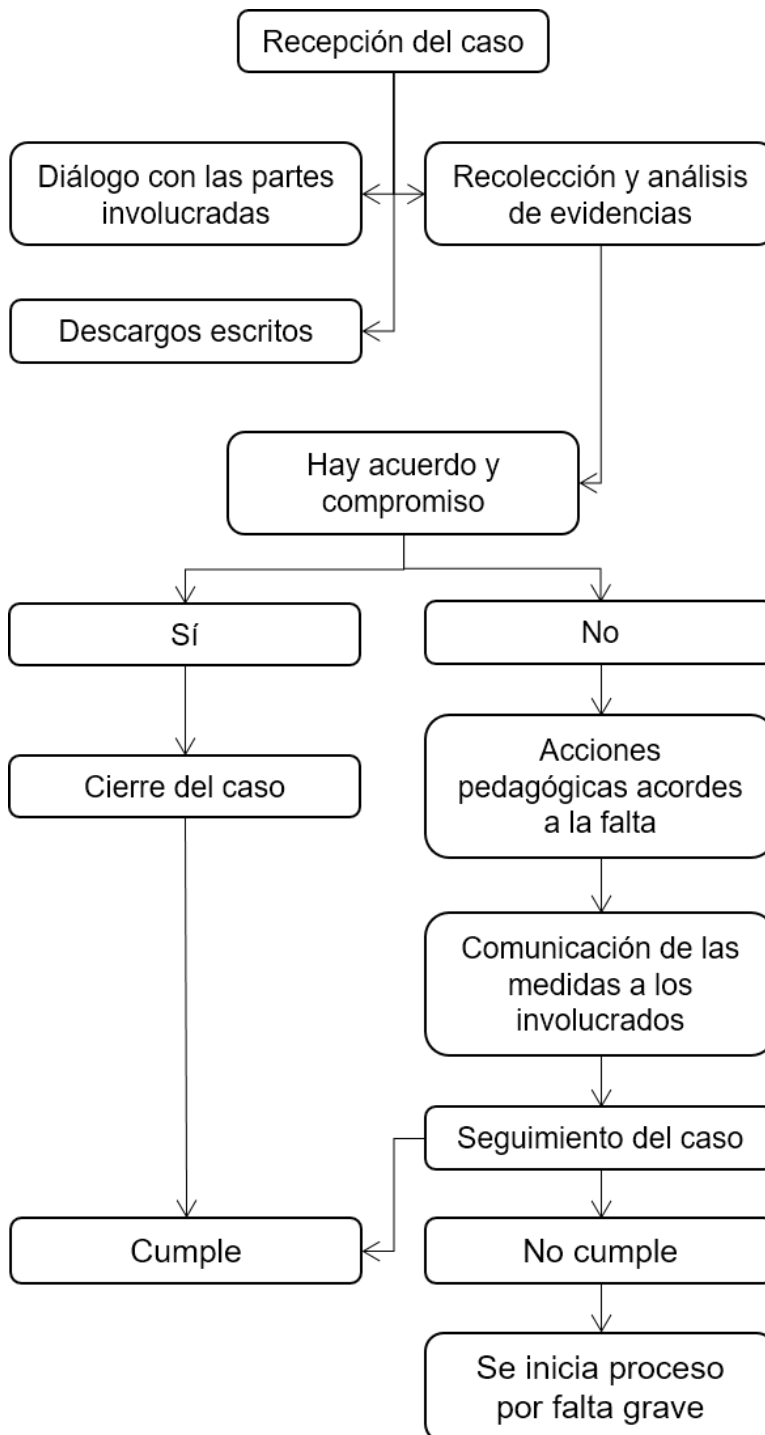 Recepción del caso
Diálogo con las partes
involucradas
Recolección y análisis
de evidencias
Descargos escritos
Hay acuerdo y
compromiso
Sí
No
Cierre del caso
Acciones
pedagógicas acordes
a la falta
Comunicación de las
medidas a los
involucrados
Seguimiento del caso
Cumple
No cumple
Se inicia proceso
por falta grave